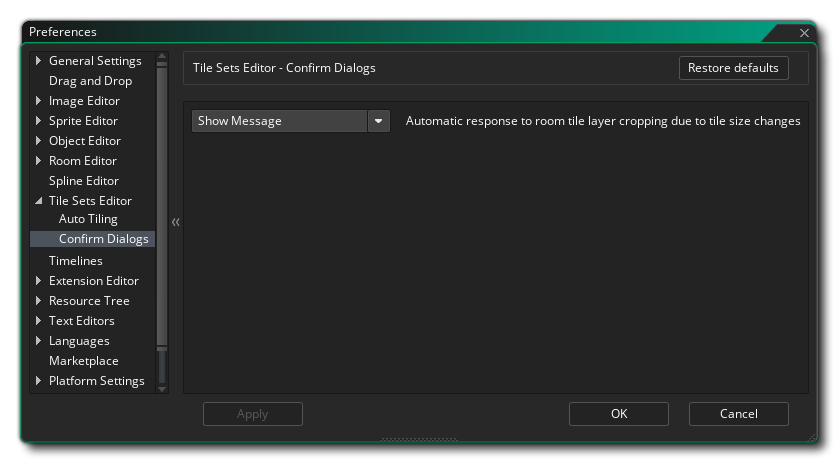 Preferences
General Settings
Drag and Drop
Image Editor
Sprite Editor
Object Editor
Room Editor
Spline Editor
Tile Sets Editor
Auto Tiling
Confirm Dialogs
Timelines
Extension Editor
Resource Tree
Text Editors
Languages
Marketplace
Platform Settings
Tile Sets Editor - Confirm Dialogs
Restore defaults
Show Message
Automatic response to room tile layer cropping due to tile size changes
Apply
OK
Cancel